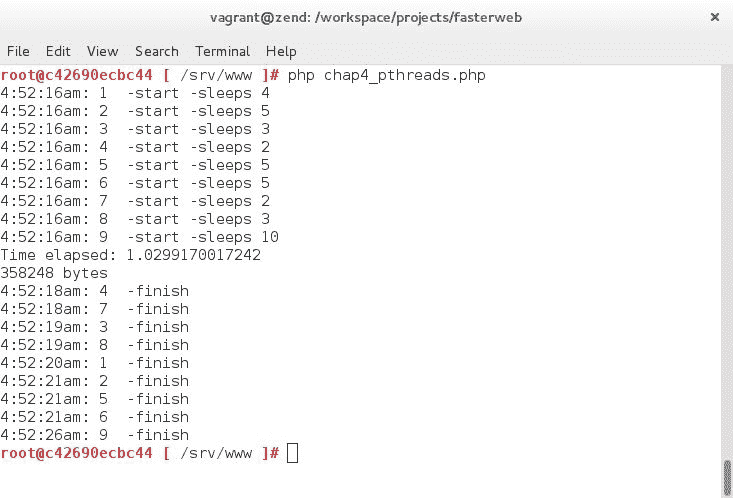 vagrant@zend: /workspace/projects/fasterweb
File Edit View Search Terminal Help
root@c42690ecbc44 [ /srv/www ]# php chap4_pthreads.php
4:52:16am: 1  -start -sleeps 4
4:52:16am: 2  -start -sleeps 5
4:52:16am: 3  -start -sleeps 3
4:52:16am: 4  -start -sleeps 2
4:52:16am: 5  -start -sleeps 5
4:52:16am: 6  -start -sleeps 5
4:52:16am: 7  -start -sleeps 2
4:52:16am: 8  -start -sleeps 3
4:52:16am: 9  -start -sleeps 10
Time elapsed: 1.0299170017242
358248 bytes
4:52:18am: 4  -finish
4:52:18am: 7  -finish
4:52:19am: 3  -finish
4:52:19am: 8  -finish
4:52:20am: 1  -finish
4:52:21am: 2  -finish
4:52:21am: 5  -finish
4:52:21am: 6  -finish
4:52:26am: 9  -finish
root@c42690ecbc44 [ /srv/www ]#